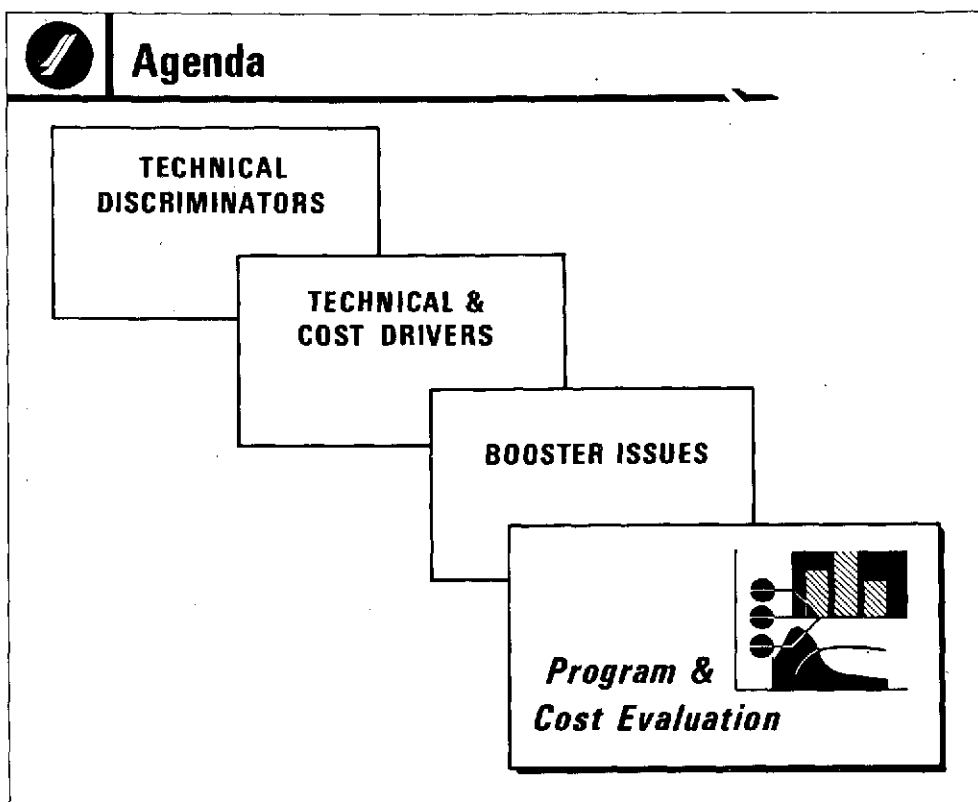 Agenda
TECHNICAL
DISCRIMINATORS
TECHNICAL &
COST DRIVERS
BOOSTER ISSUES
Program &
Cost Evaluation